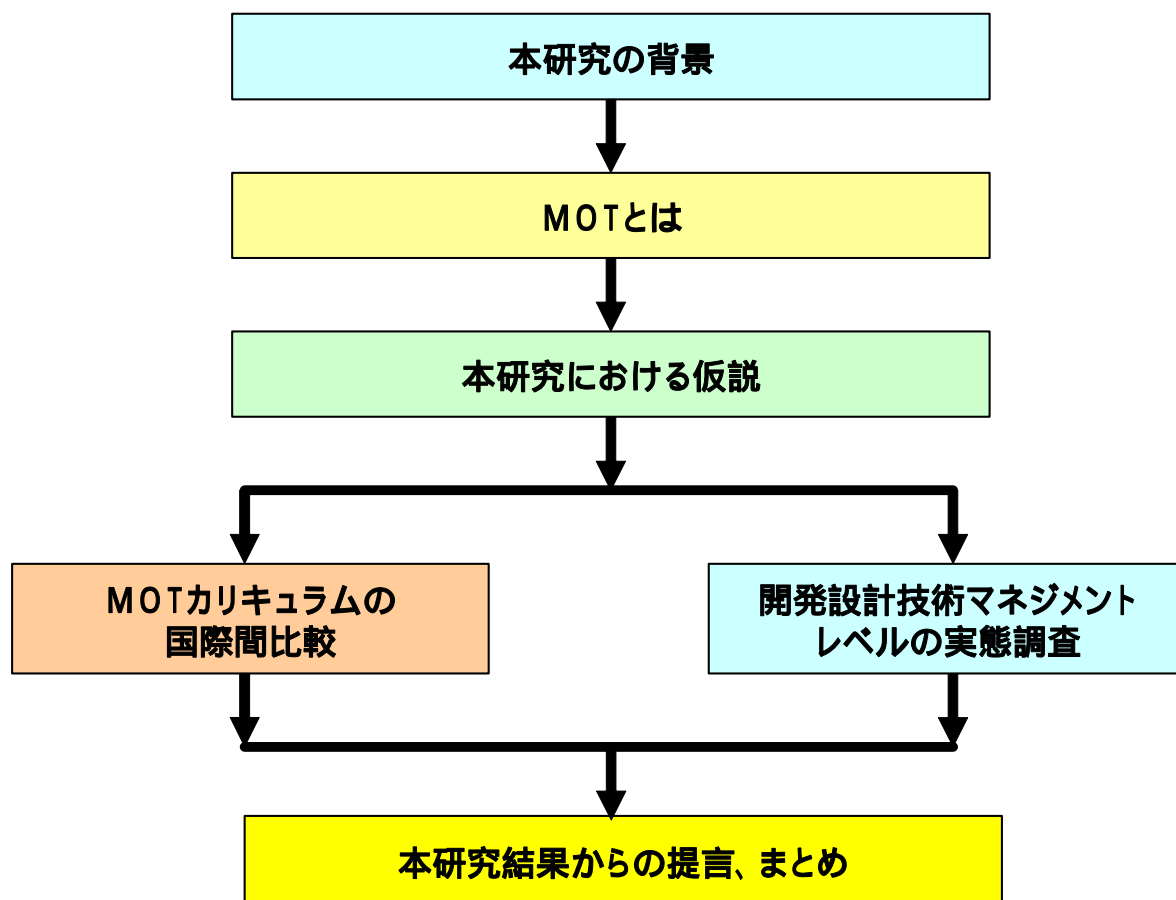 本研究の背景
MOTとは
本研究における仮説
MOTカリキュラムの
国際間比較
開発設計技術マネジメント
レベルの実態調査
本研究結果からの提言、まとめ